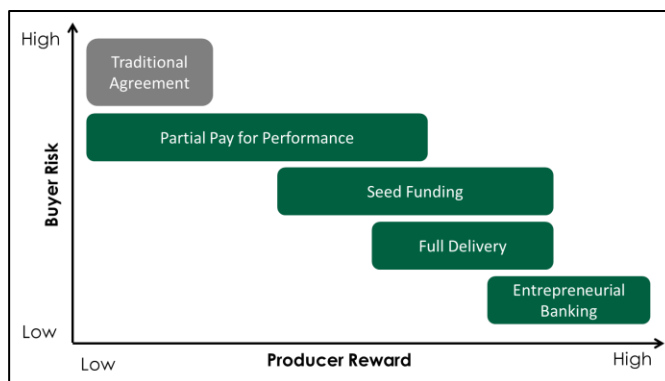 High
Traditional
Agreement
Partial Pay for Performance
Buyer Risk
Seed Funding
Full Delivery
Entrepreneurial
Banking
Low
Low
Producer Reward
High